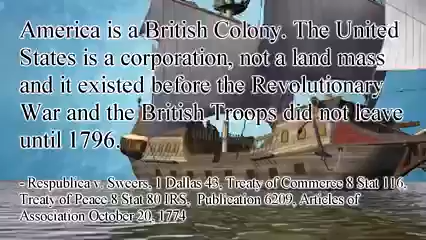 America is a British Colony. The United
States is a corporation, not a land mass
and it existed before the Revolutionary
War and the British Troops did not leave
until 1796.
- Respublica v. Sweers, 1 Dallas 43, Treaty of Commerce 8 Stat 116,
Treaty of Peace 8 Stat 80 IRS, Publication 6209, Articles of
Association October 20, 1774